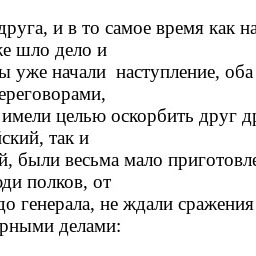 друга, и в то самое время как на
же шло дело и
ы уже начали наступление, оба
ереговорами,
имели целью оскорбить друг др
ский, так и
й, были весьма мало приготовле
ди полков, от
до генерала, не ждали сражения
рными делами: